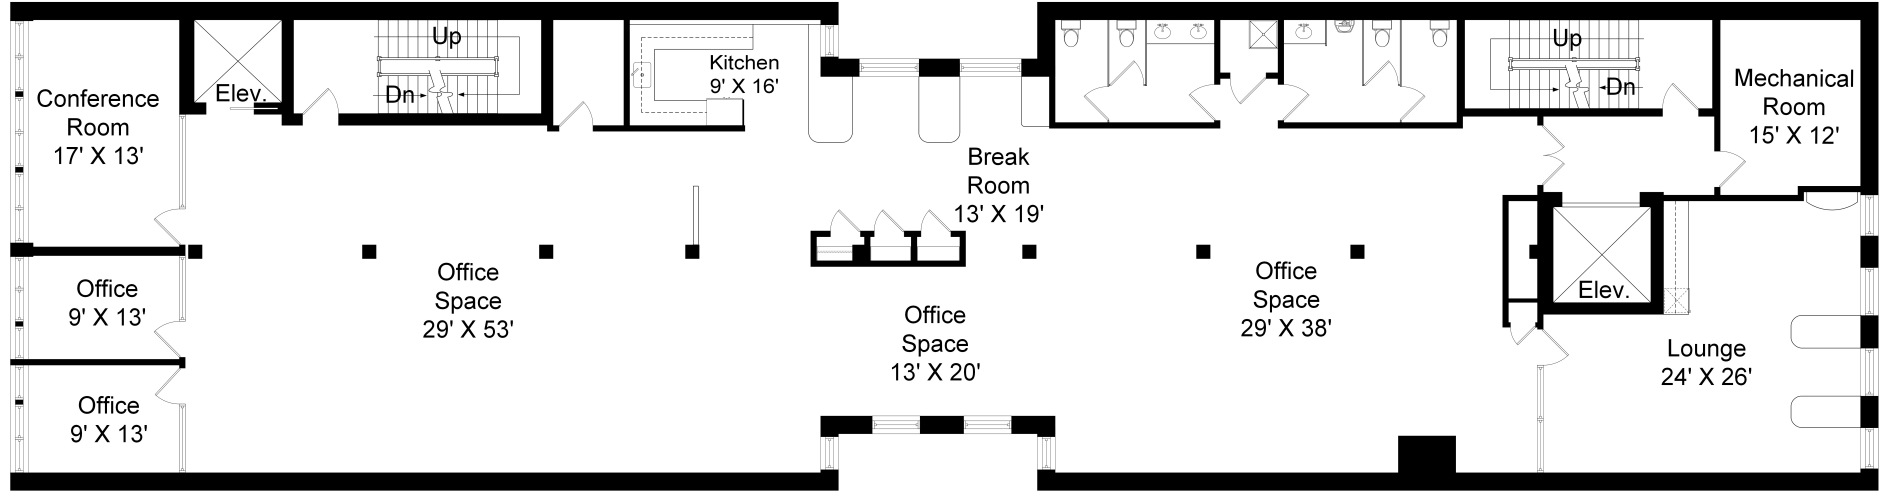 Conference
Room
17' X 13'
Elev.
Up
Dn
Kitchen
9' X 16'
Break
Room
13' X 19'
Up
Dn
Mechanical
Room
15' X 12'
Office
9' X 13'
Office
Space
29' X 53'
Office
Space
13' X 20'
Office
Space
29' X 38'
Elev.
Lounge
24' X 26'
Office
9' X 13'